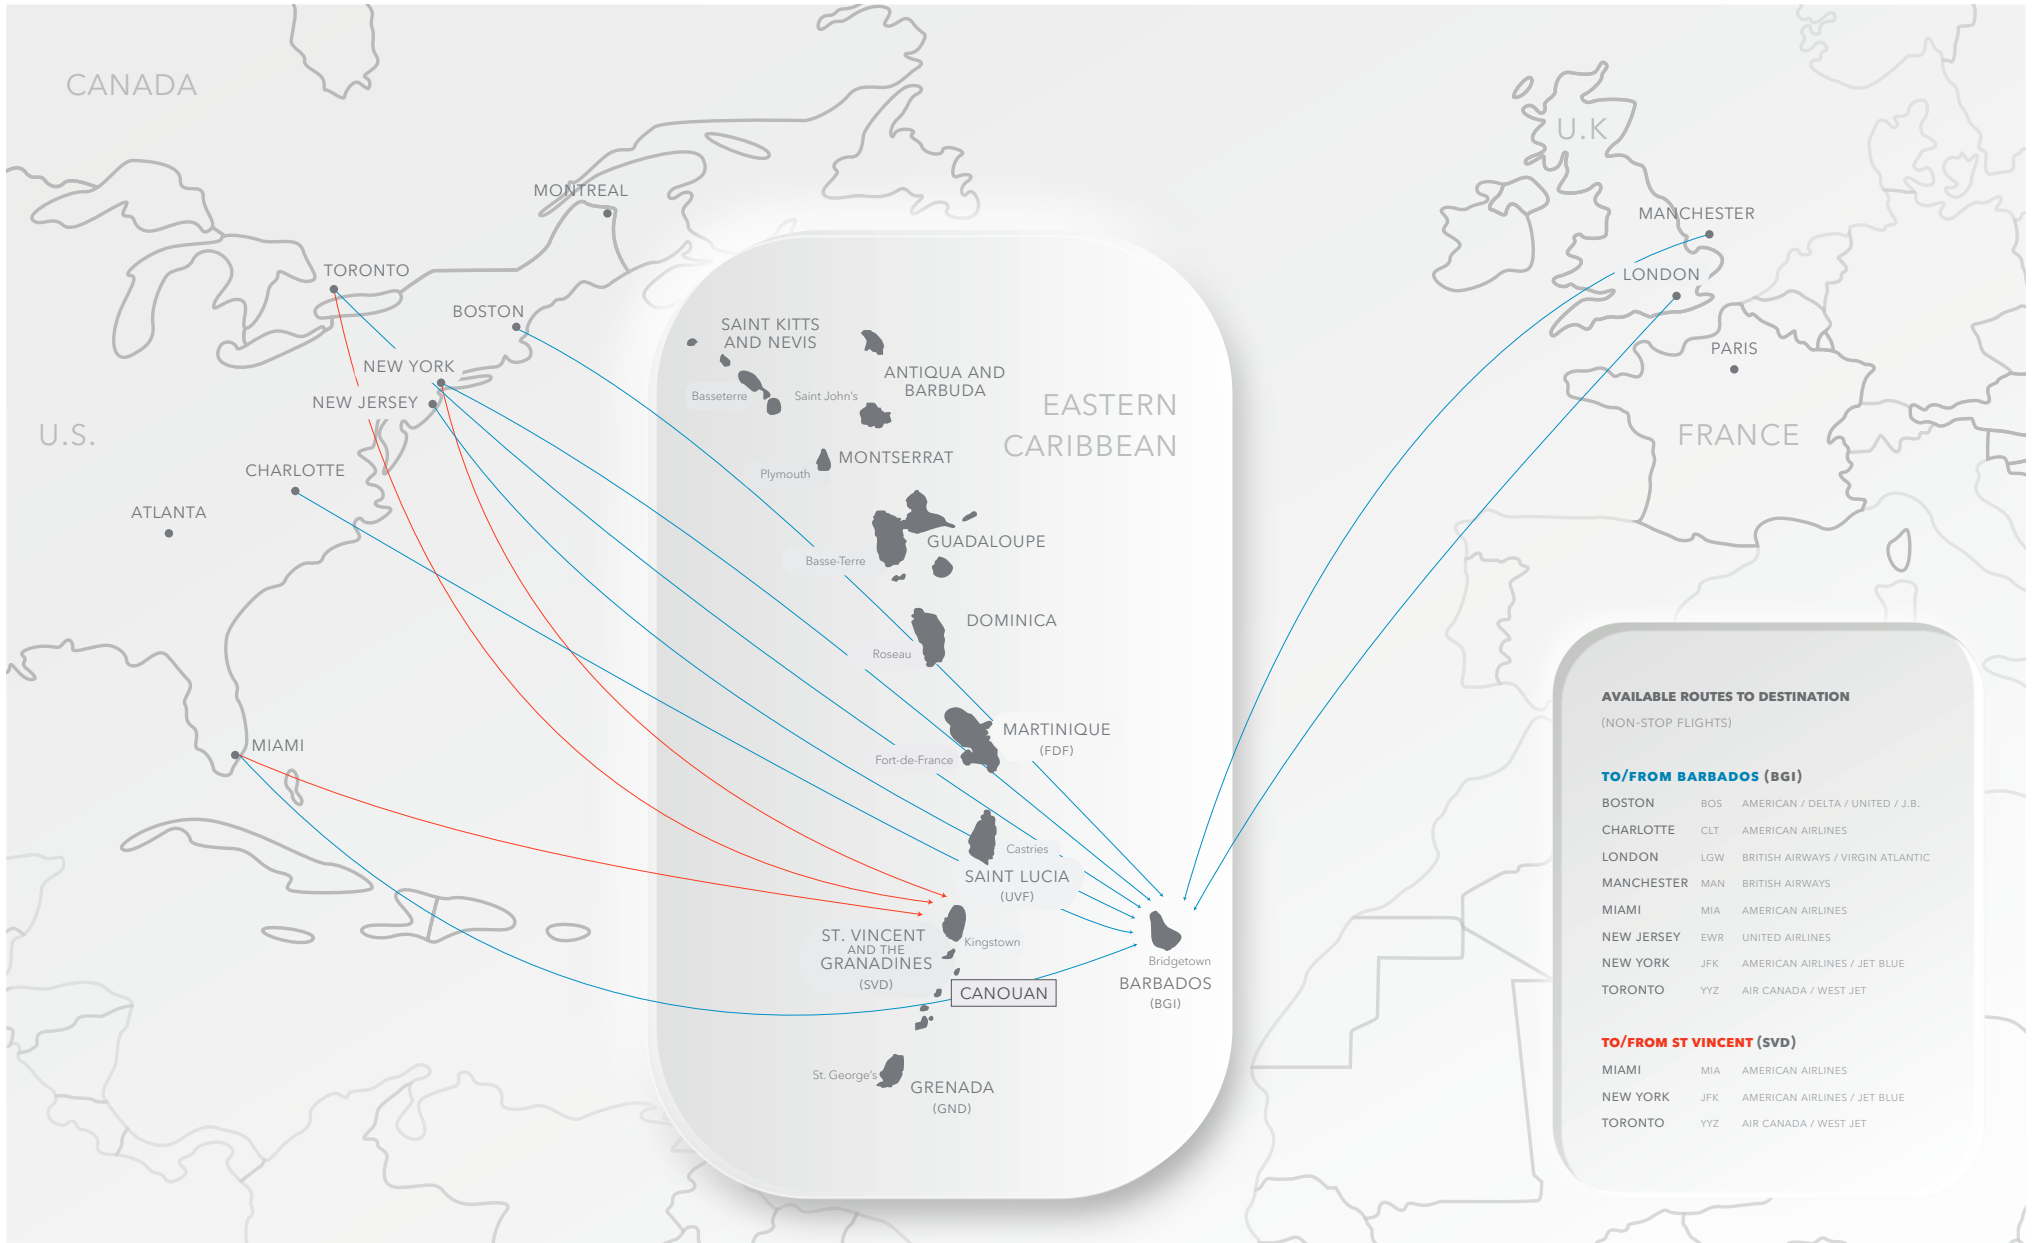 CANADA
MONTREAL
TORONTO
BOSTON
NEW YORK
NEW JERSEY
U.S.
CHARLOTTE
ATLANTA
MIAMI
SAINT KITTS
AND NEVIS
Basseterre
Saint John's
ANTIQUA AND
BARBUDA
EASTERN
CARIBBEAN
MONTSERRAT
Plymouth
GUADALOUPE
Basse-Terre
DOMINICA
Roseau
MARTINIQUE
(FDF)
Fort-de-France
Castries
SAINT LUCIA
(UVF)
ST. VINCENT
AND THE
GRANADINES
(SVD)
Kingstown
CANOUAN
Bridgetown
BARBADOS
(BGI)
St. George's
GRENADA
(GND)
U.K
MANCHESTER
LONDON
PARIS
FRANCE
AVAILABLE ROUTES TO DESTINATION
(NON-STOP FLIGHTS)
TO/FROM BARBADOS (BGI)
BOSTON BOS AMERICAN / DELTA / UNITED / J.B.
CHARLOTTE CLT AMERICAN AIRLINES
LONDON LGW BRITISH AIRWAYS / VIRGIN ATLANTIC
MANCHESTER MAN BRITISH AIRWAYS
MIAMI MIA AMERICAN AIRLINES
NEW JERSEY EWR UNITED AIRLINES
NEW YORK JFK AMERICAN AIRLINES / JET BLUE
TORONTO YYZ AIR CANADA / WEST JET
TO/FROM ST VINCENT (SVD)
MIAMI MIA AMERICAN AIRLINES
NEW YORK JFK AMERICAN AIRLINES / JET BLUE
TORONTO YYZ AIR CANADA / WEST JET